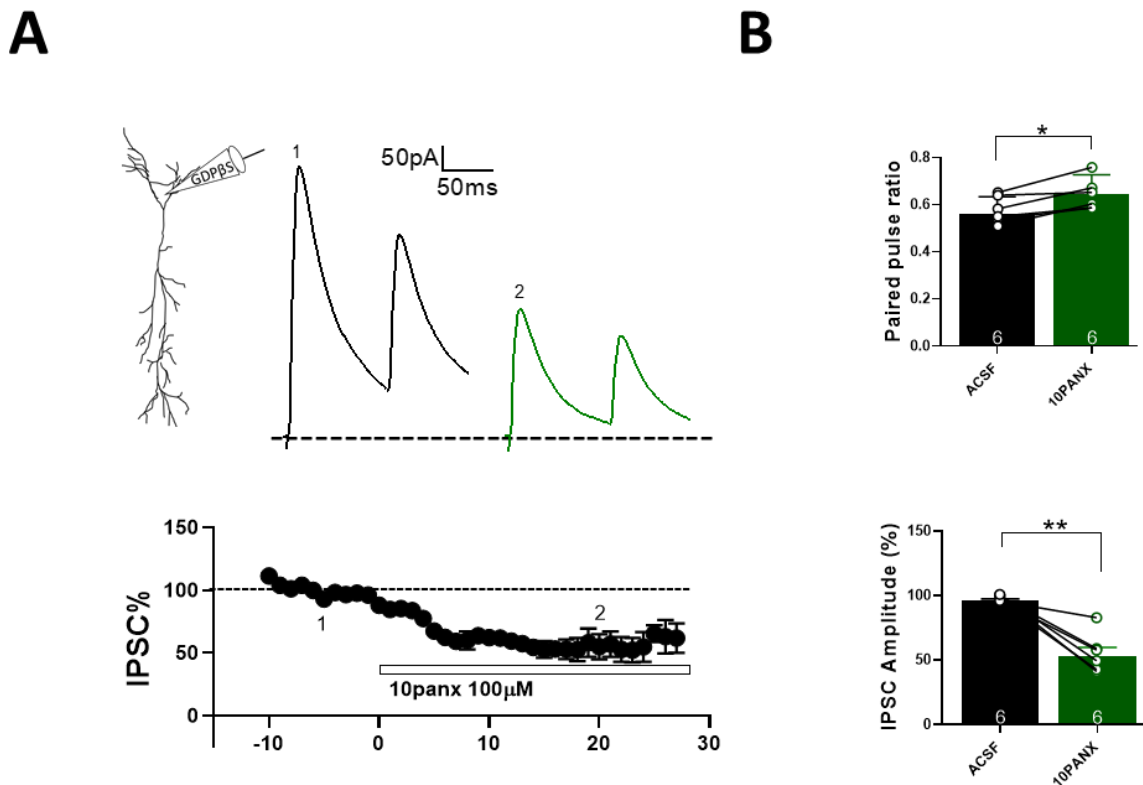 A
B
GDPβS
1
50pA
50ms
2
Paired pulse ratio
0.8
0.6
0.4
0.2
0.0
*
6
6
ACSF
10PANX
IPSC%
150
100
50
0
1
2
10panx 100μM
-10
0
10
20
30
IPSC Amplitude (%)
150
100
50
0
**
6
6
ACSF
10PANX